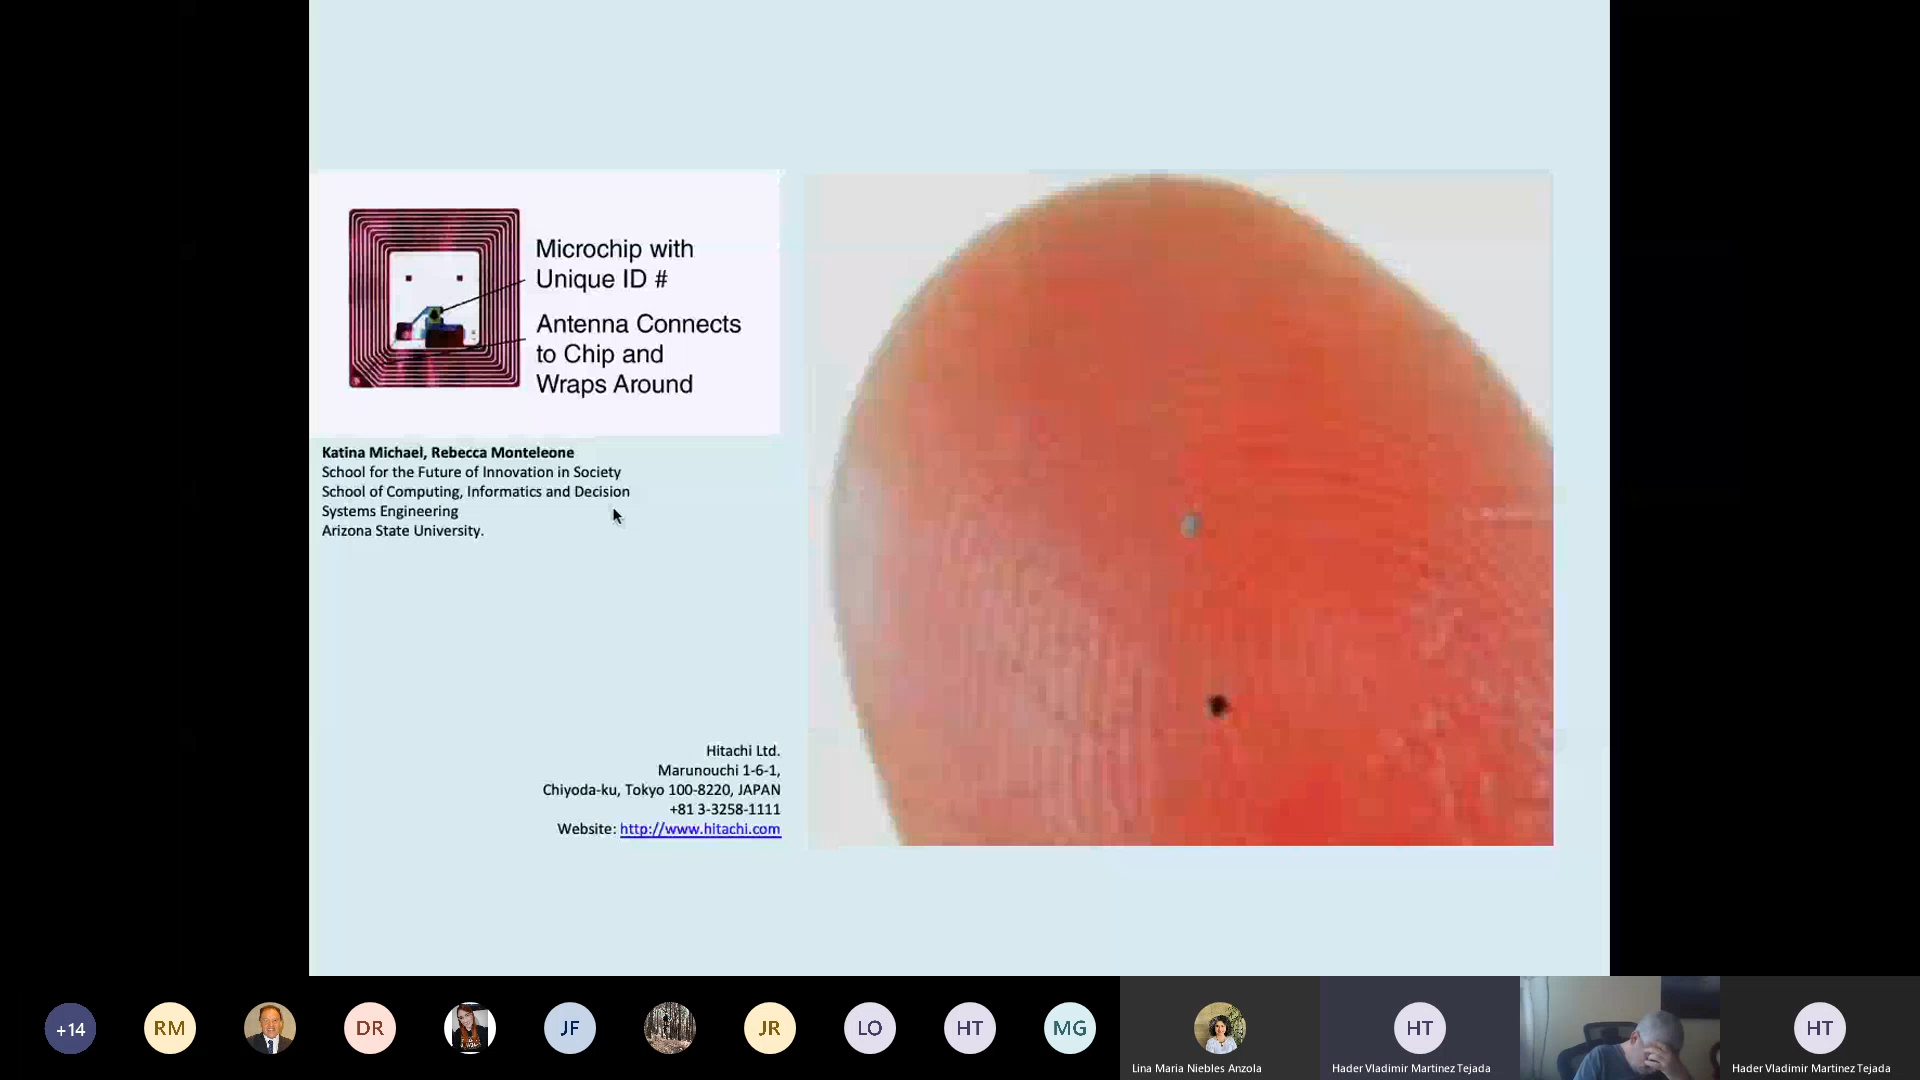 Microchip with
Unique ID #
Antenna Connects
to Chip and
Wraps Around
Katina Michael, Rebecca Monteleone
School for the Future of Innovation in Society
School of Computing, Informatics and Decision
Systems Engineering
Arizona State University.
Hitachi Ltd.
Marunouchi 1-6-1,
Chiyoda-ku, Tokyo 100-8220, JAPAN
+81 3-3258-1111
Website: http://www.hitachi.com
+14
RM
DR
JF
JR
LO
HT
MG
HT
HT
Lina Maria Niebles Anzola
Hader Vladimir Martinez Tejada
Hader Vladimir Martinez Tejada